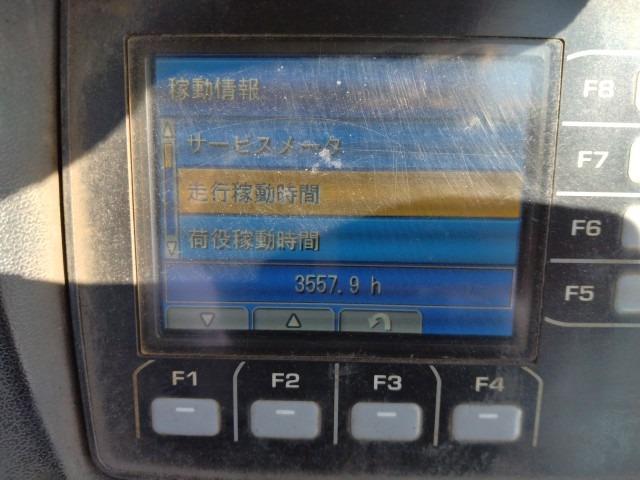 稼動情報
サービスメータ
走行稼動時間
荷役稼動時間
3557.9 h
F8
F7
F6
F5
F1 F2 F3 F4